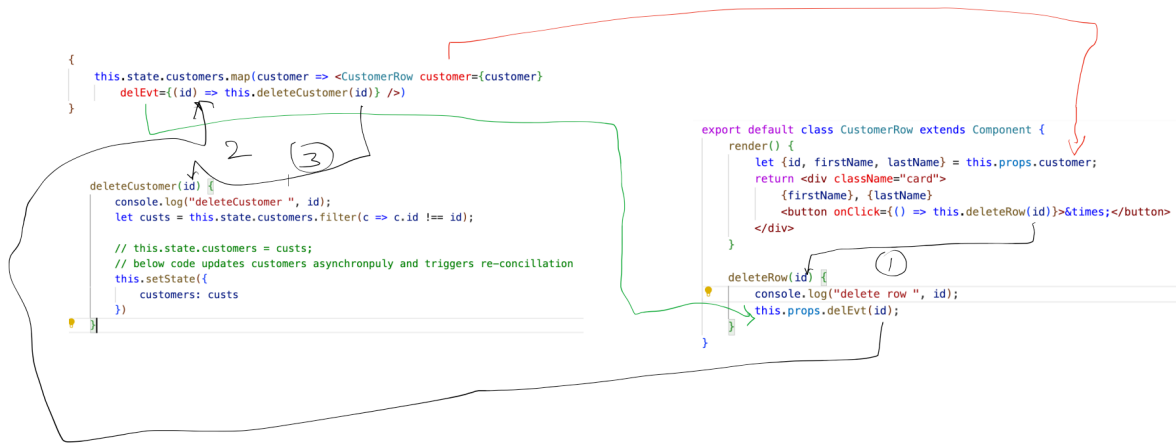 {
this.state.customers.map(customer => <CustomerRow customer={customer}
delEvt={(id) => this.deleteCustomer(id)} />)
}
2
3
deleteCustomer(id) {
console.log("deleteCustomer ", id);
let custs = this.state.customers.filter(c => c.id !== id);
// this.state.customers = custs;
// below code updates customers asynchronpuly and triggers re-concillation
this.setState({
customers: custs
})
}
export default class CustomerRow extends Component {
render() {
let {id, firstName, lastName} = this.props.customer;
return <div className="card">
{firstName}, {lastName}
<button onClick={() => this.deleteRow(id)}>&times;</button>
</div>
}
1
deleteRow(id) {
console.log("delete row ", id);
this.props.delEvt(id);
}
}